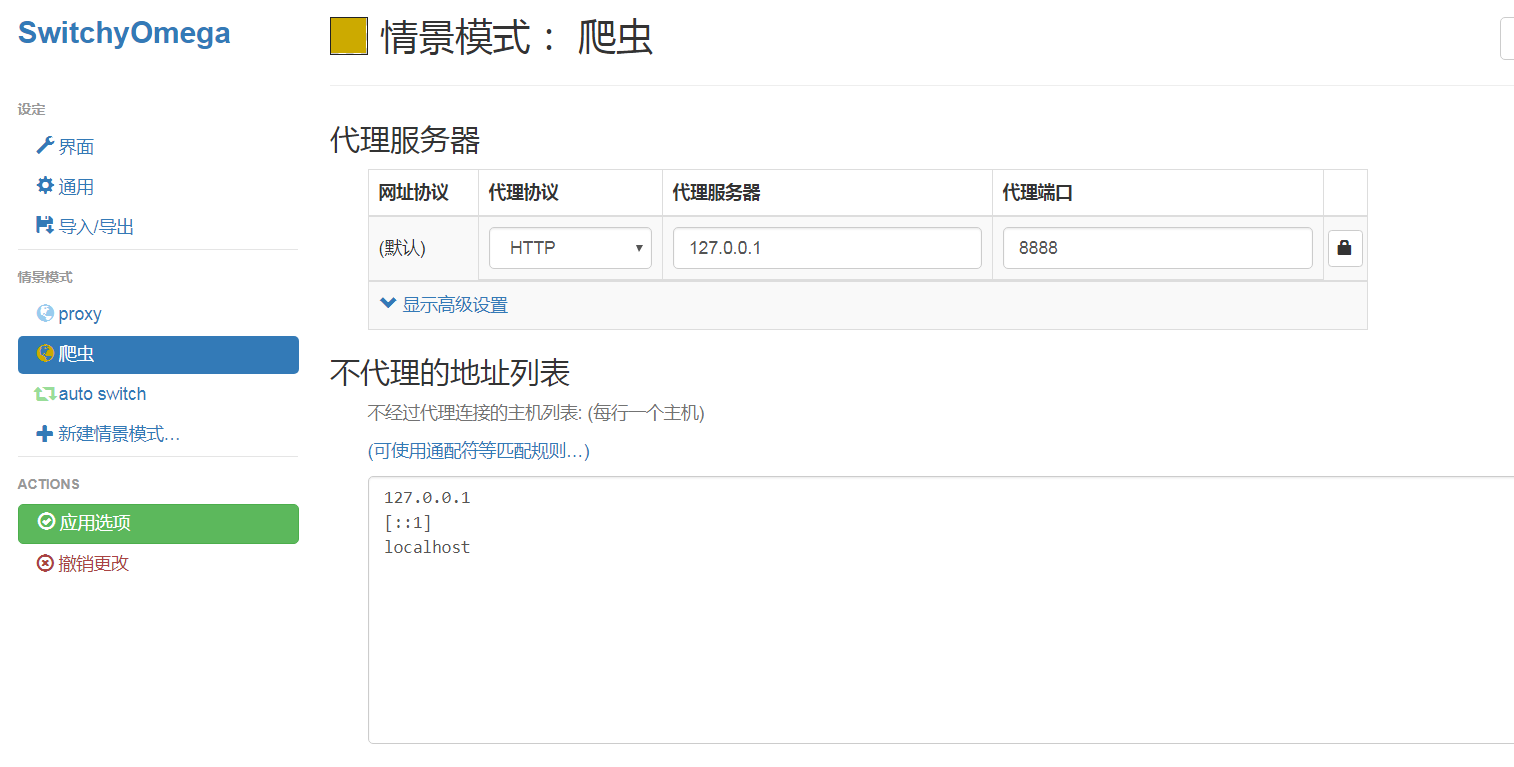 SwitchyOmega
设定
界面
通用
导入/导出
情景模式
proxy
爬虫
auto switch
新建情景模式…
ACTIONS
应用选项
撤销更改
情景模式： 爬虫
代理服务器
网址协议 代理协议 代理服务器 代理端口
(默认) HTTP 127.0.0.1 8888
显示高级设置
不代理的地址列表
不经过代理连接的主机列表: (每行一个主机)
(可使用通配符等匹配规则…)
127.0.0.1
[::1]
localhost